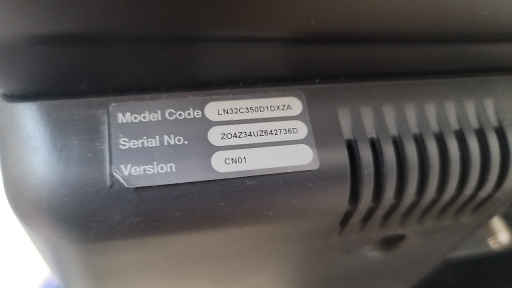 Model Code LN32C350D1DXZA
Serial No. ZO4Z34UZ642736D
Version CN01